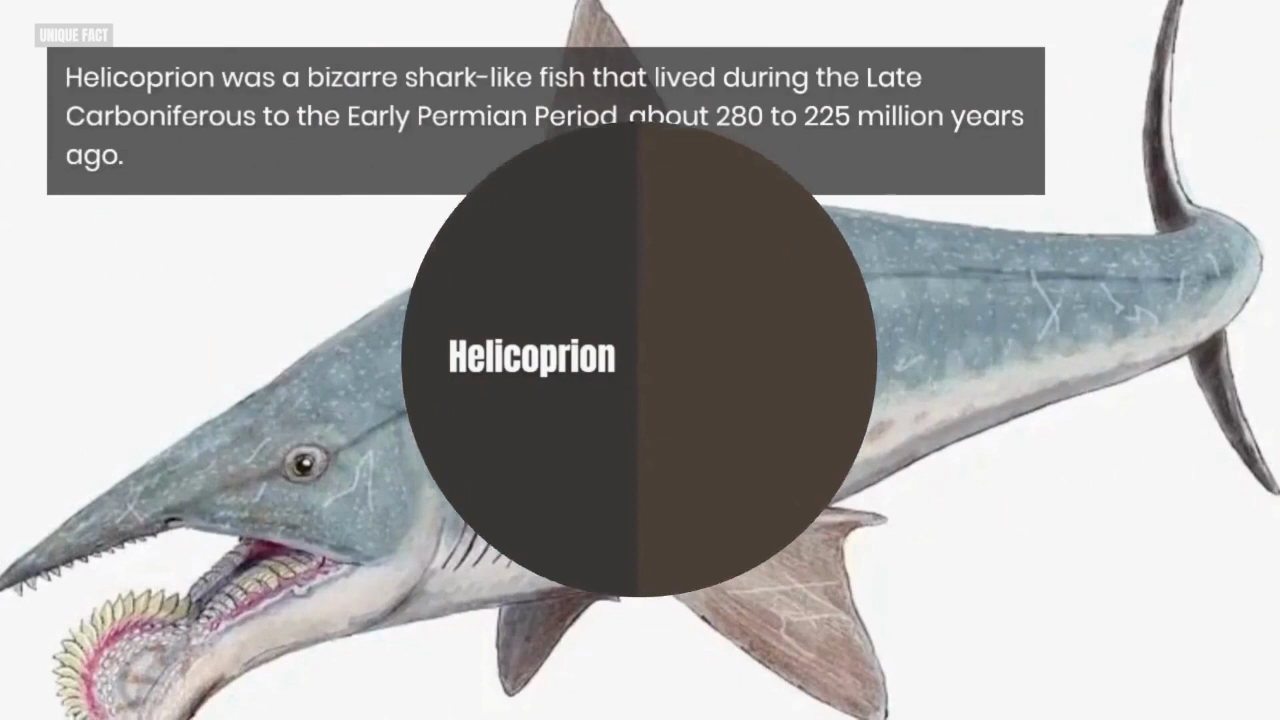 UNIQUE FACT
Helicoprion was a bizarre shark-like fish that lived during the Late
Carboniferous to the Early Permian Period, about 280 to 225 million years
ago.
Helicoprion